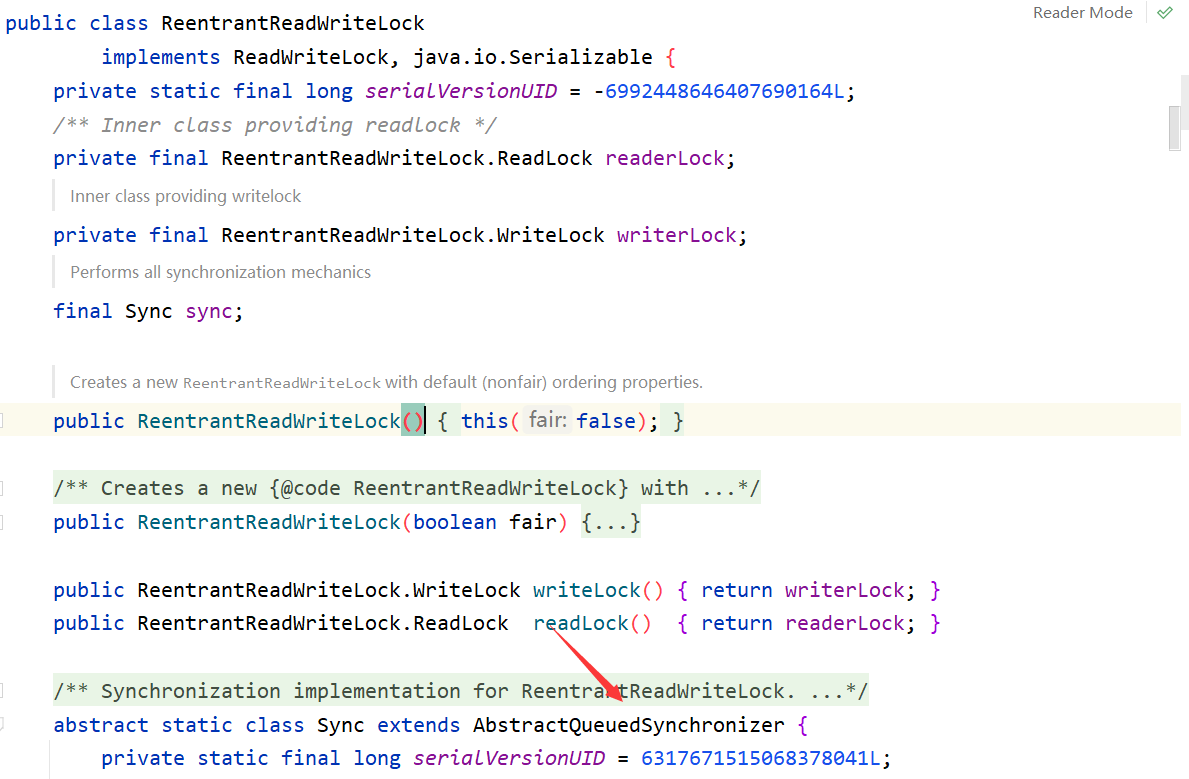 Reader Mode
public class ReentrantReadWriteLock
implements ReadWriteLock, java.io.Serializable {
private static final long serialVersionUID = -6992448646407690164L;
/** Inner class providing readlock */
private final ReentrantReadWriteLock.ReadLock readerLock;
Inner class providing writelock
private final ReentrantReadWriteLock.WriteLock writerLock;
Performs all synchronization mechanics
final Sync sync;
Creates a new ReentrantReadWriteLock with default (nonfair) ordering properties.
public ReentrantReadWriteLock() { this( fair: false); }
/** Creates a new {@code ReentrantReadWriteLock} with ...*/
public ReentrantReadWriteLock(boolean fair) {...}
public ReentrantReadWriteLock.WriteLock writeLock() { return writerLock; }
public ReentrantReadWriteLock.ReadLock  readLock()  { return readerLock; }
/** Synchronization implementation for ReentrantReadWriteLock. ...*/
abstract static class Sync extends AbstractQueuedSynchronizer {
private static final long serialVersionUID = 6317671515068378041L;